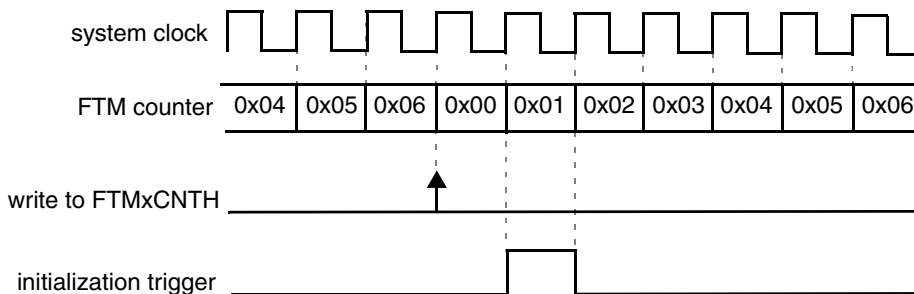 system clock
FTM counter 0x04 0x05 0x06 0x00 0x01 0x02 0x03 0x04 0x05 0x06
write to FTMxCNTH
initialization trigger